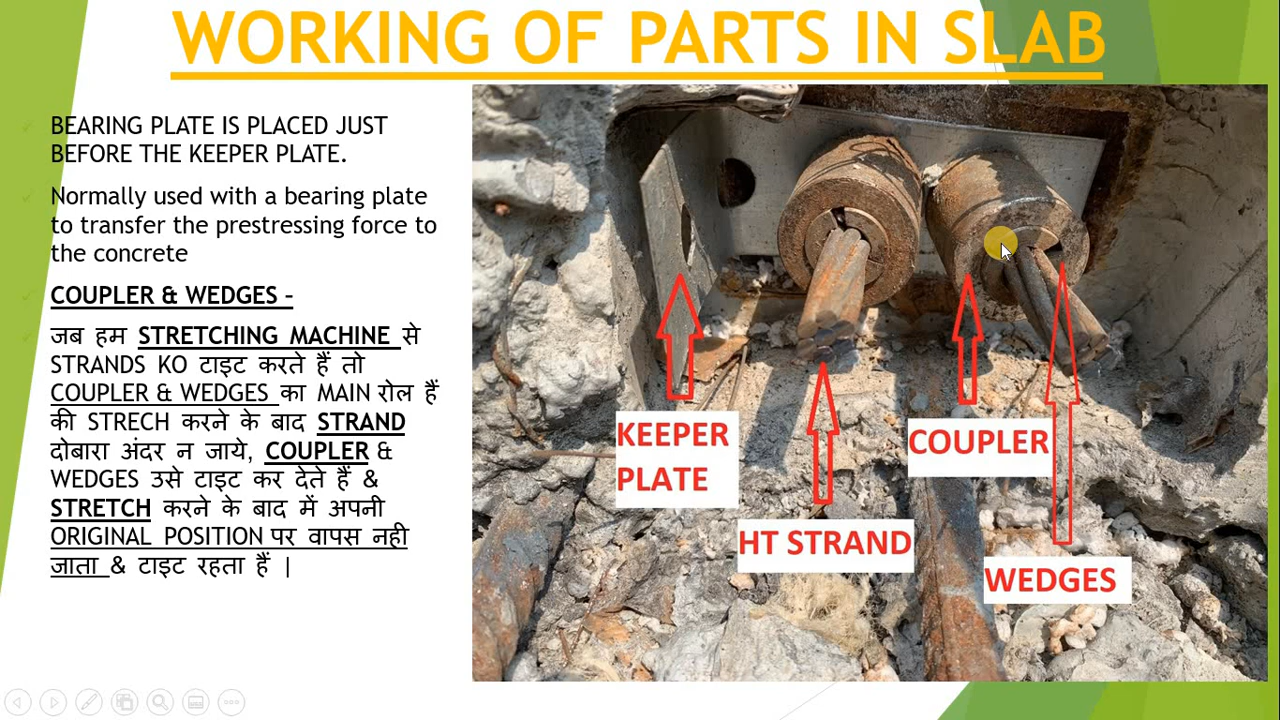 WORKING OF PARTS IN SLAB
BEARING PLATE IS PLACED JUST
BEFORE THE KEEPER PLATE.
Normally used with a bearing plate
to transfer the prestressing force to
the concrete
COUPLER & WEDGES –
जब हम STRETCHING MACHINE से
STRANDS KO टाइट करते हैं तो
COUPLER & WEDGES का MAIN रोल हैं
की STRECH करने के बाद STRAND
दोबारा अंदर न जाये, COUPLER &
WEDGES उसे टाइट कर देते हैं &
STRETCH करने के बाद में अपनी
ORIGINAL POSITION पर वापस नही
जाता & टाइट रहता हैं |
KEEPER
PLATE
HT STRAND
COUPLER
WEDGES